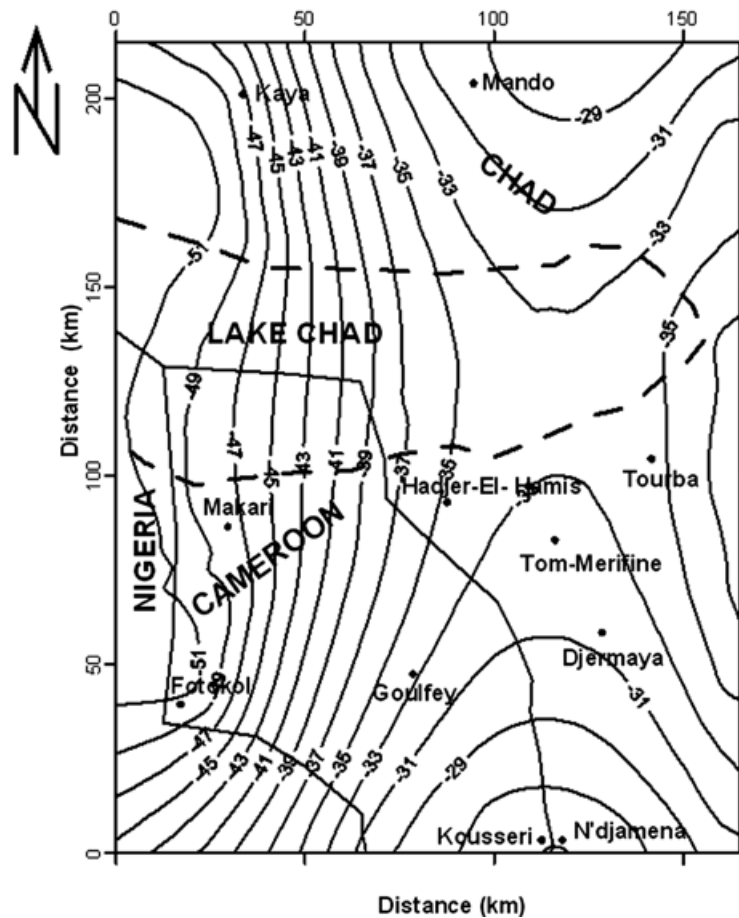 0 50 100 150
N
200
150
100
50
0
Distance (km)
Kaya
Mando
-29
-31
-47
-45
-43
-41
-39
-37
-35
-33
CHAD
-33
-51
LAKE CHAD
-35
-49
-47
-45
-43
-41
-39
-37
-35
Hadjer-El- Hamis
Tourba
Makari
NIGERIA
CAMEROON
Tom-Merifine
Djermaya
-51
Fotokol
Goulfey
-31
-47
-45
-43
-41
-39
-37
-35
-33
-31
-29
Kousseri
N'djamena
Distance (km)